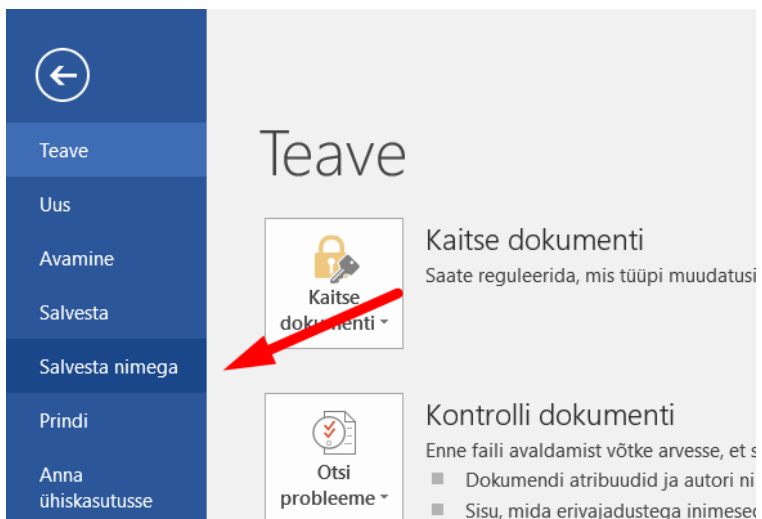 Teave
Uus
Avamine
Salvesta
Salvesta nimega
Prindi
Anna
ühiskasutusse
Teave
Kaitse
dokumenti
Kaitse dokumenti
Saate reguleerida, mis tüüpi muudatusi
Otsi
probleeme
Kontrolli dokumenti
Enne faili avaldamist võtke arvesse, et s
Dokumendi atribuudid ja autori ni
Sisu, mida erivajadustega inimesed